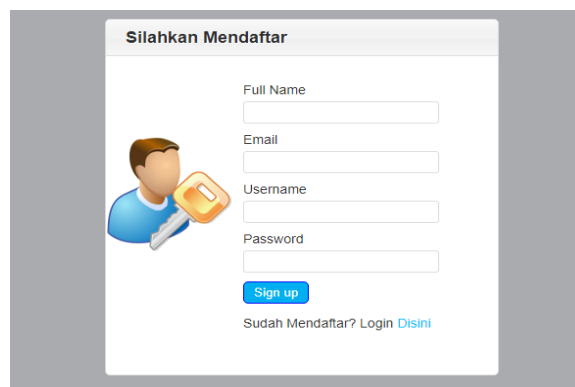 Silahkan Mendaftar
Full Name
Email
Username
Password
Sign up
Sudah Mendaftar? Login Disini